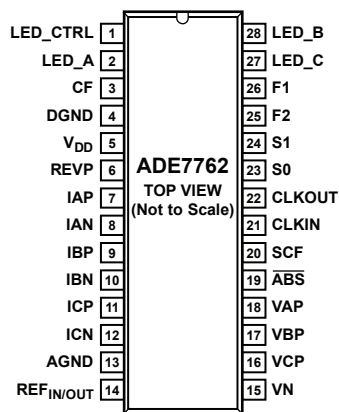 LED_CTRL 1 28 LED_B
LED_A 2 27 LED_C
CF 3 26 F1
DGND 4 25 F2
VDD 5 24 S1
REVP 6 23 S0
ADE7762
TOP VIEW
(Not to Scale)
IAP 7 22 CLKOUT
IAN 8 21 CLKIN
IBP 9 20 SCF
IBN 10 19 ABS
ICP 11 18 VAP
ICN 12 17 VBP
AGND 13 16 VCP
REFIN/OUT 14 15 VN